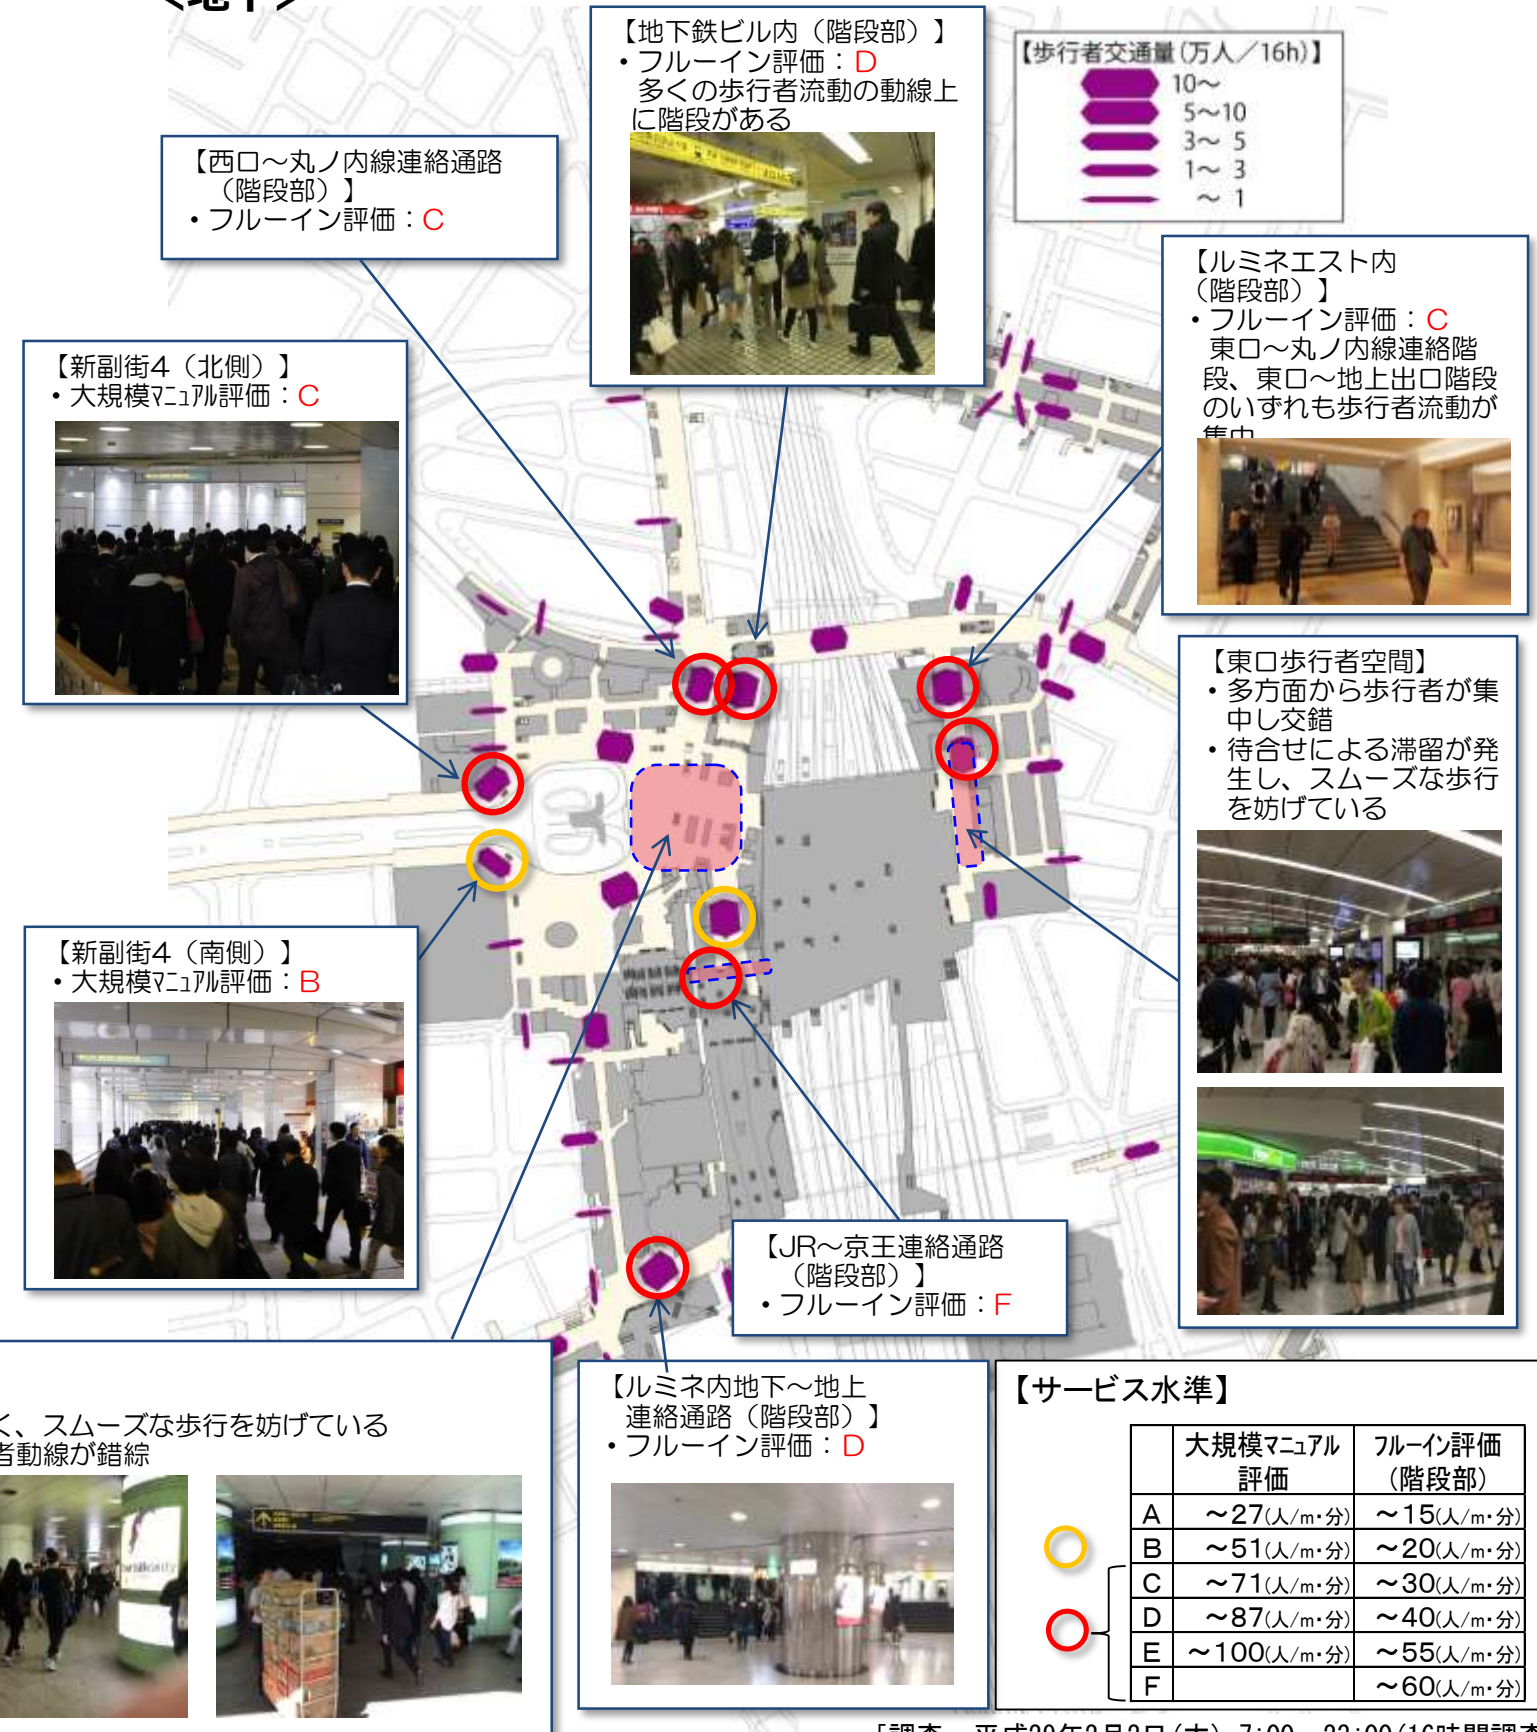 <地下>
【地下鉄ビル内（階段部）】
・フルーイン評価：D
多くの歩行者流動の動線上
に階段がある
【歩行者交通量(万人／16h)】
10～
5～10
3～ 5
1～ 3
～ 1
【西口～丸ノ内線連絡通路
（階段部）】
・フルーイン評価：C
【ルミネエスト内
（階段部）】
・フルーイン評価：C
東口～丸ノ内線連絡階
段、東口～地上出口階段
のいずれも歩行者流動が
集中
【新副街4（北側）】
・大規模ﾏﾆｭｱﾙ評価：C
【東口歩行者空間】
・多方面から歩行者が集
中し交錯
・待合せによる滞留が発
生し、スムーズな歩行
を妨げている
【新副街4（南側）】
・大規模ﾏﾆｭｱﾙ評価：B
【JR～京王連絡通路
（階段部）】
・フルーイン評価：F
く、スムーズな歩行を妨げている
者動線が錯綜
【ルミネ内地下～地上
連絡通路（階段部）】
・フルーイン評価：D
【サービス水準】
大規模ﾏﾆｭｱﾙ評価 ﾌﾙｰｲﾝ評価（階段部）
A ～27(人/m・分) ～15(人/m・分)
B ～51(人/m・分) ～20(人/m・分)
C ～71(人/m・分) ～30(人/m・分)
D ～87(人/m・分) ～40(人/m・分)
E ～100(人/m・分) ～55(人/m・分)
F ～60(人/m・分)